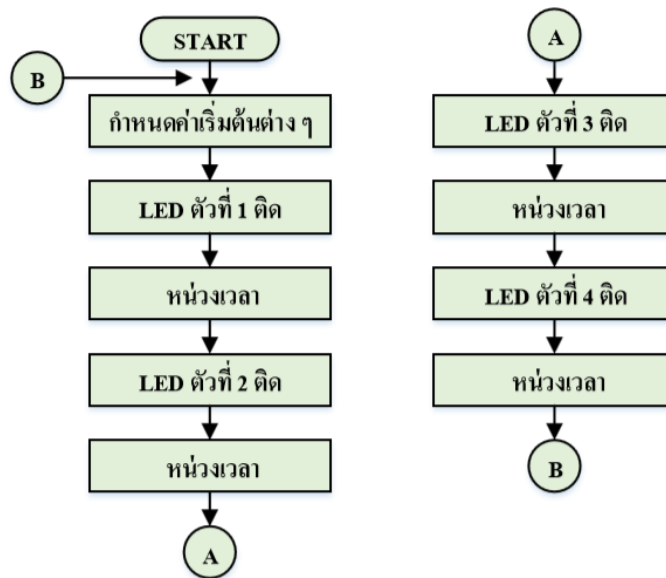 START
B
กำหนดค่าเริ่มต้นต่าง ๆ
LED ตัวที่ 1 ติด
หน่วงเวลา
LED ตัวที่ 2 ติด
หน่วงเวลา
A
A
LED ตัวที่ 3 ติด
หน่วงเวลา
LED ตัวที่ 4 ติด
หน่วงเวลา
B